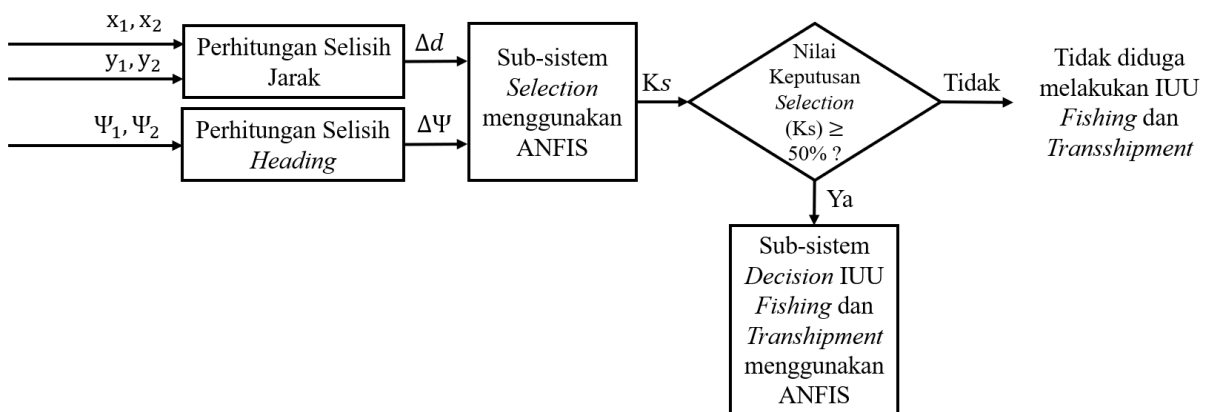 x₁, x₂
y₁, y₂
Ψ₁, Ψ₂
Perhitungan Selisih
Jarak
Perhitungan Selisih
Heading
Δd
ΔΨ
Sub-sistem
Selection
menggunakan
ANFIS
Ks
Nilai
Keputusan
Selection
(Ks) ≥
50% ?
Tidak
Tidak diduga
melakukan IUU
Fishing dan
Transshipment
Ya
Sub-sistem
Decision IUU
Fishing dan
Transhipment
menggunakan
ANFIS